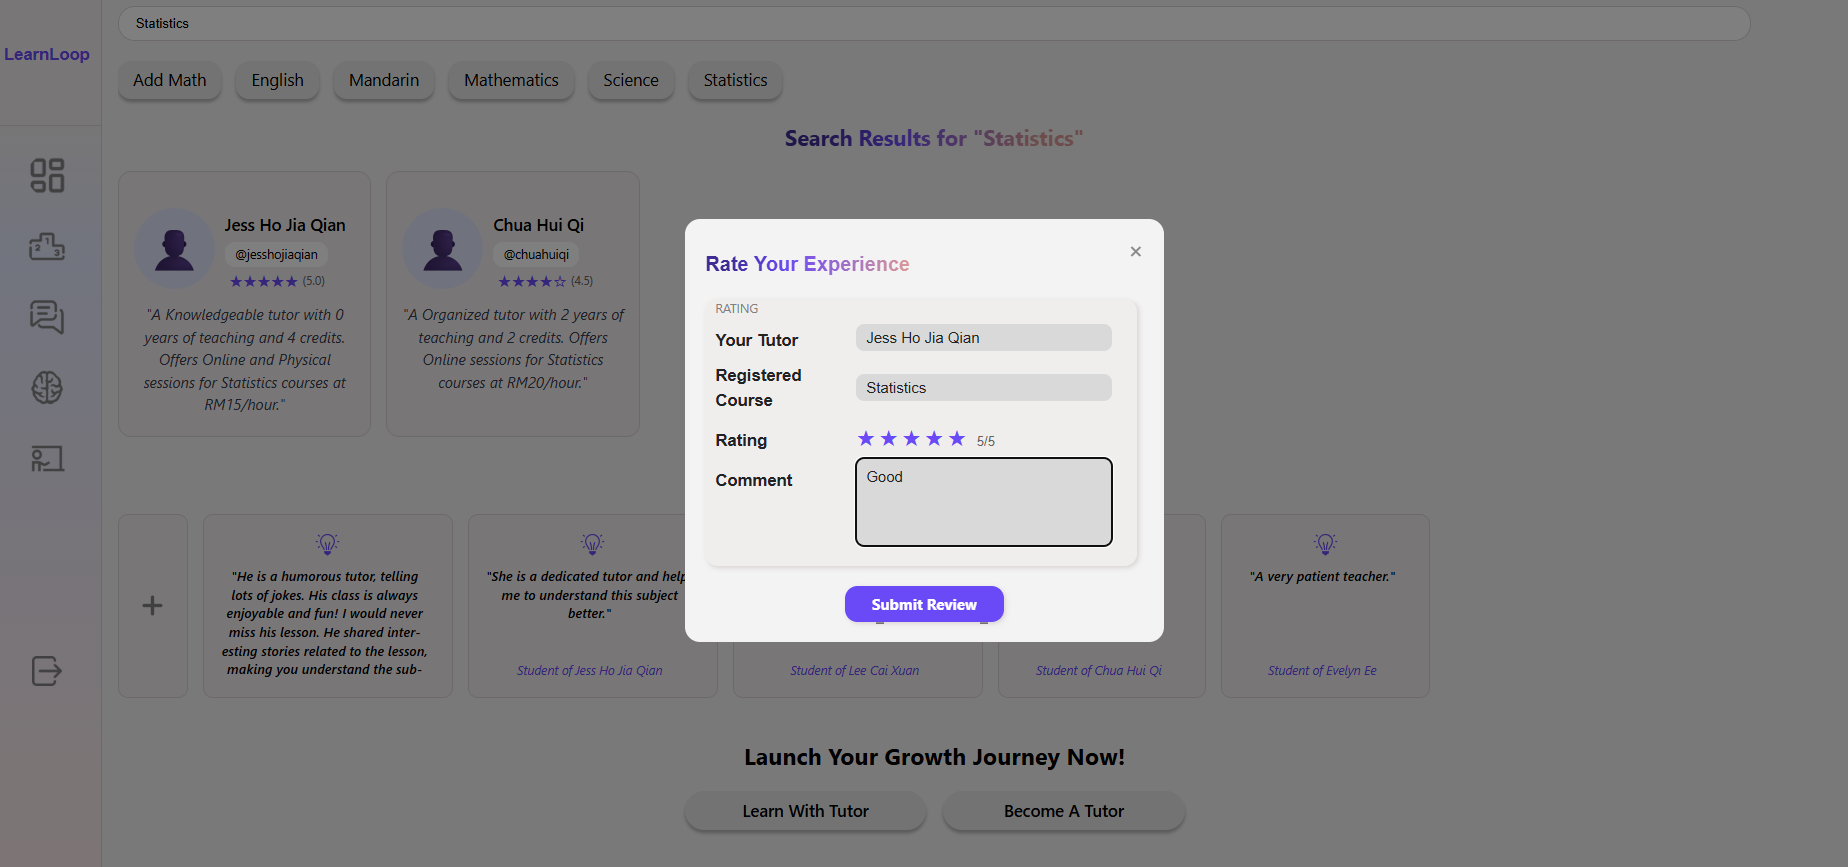 Statistics
LearnLoop
Add Math
English
Mandarin
Mathematics
Science
Statistics
Search Results for "Statistics"
Jess Ho Jia Qian
@jesshojiaqian
★★★★★ (5.0)
"A Knowledgeable tutor with 0
years of teaching and 4 credits.
Offers Online and Physical
sessions for Statistics courses at
RM15/hour."
Chua Hui Qi
@chuahuiqi
★★★★☆ (4.5)
"A Organized tutor with 2 years of
teaching and 2 credits. Offers
Online sessions for Statistics
courses at RM20/hour."
Rate Your Experience
×
RATING
Your Tutor
Jess Ho Jia Qian
Registered
Course
Statistics
Rating
★ ★ ★ ★ ★ 5/5
Comment
Good
Submit Review
+
"He is a humorous tutor, telling
lots of jokes. His class is always
enjoyable and fun! I would never
miss his lesson. He shared inter-
esting stories related to the lesson,
making you understand the sub-
"She is a dedicated tutor and help
me to understand this subject
better."
Student of Jess Ho Jia Qian
Student of Lee Cai Xuan
Student of Chua Hui Qi
"A very patient teacher."
Student of Evelyn Ee
Launch Your Growth Journey Now!
Learn With Tutor
Become A Tutor